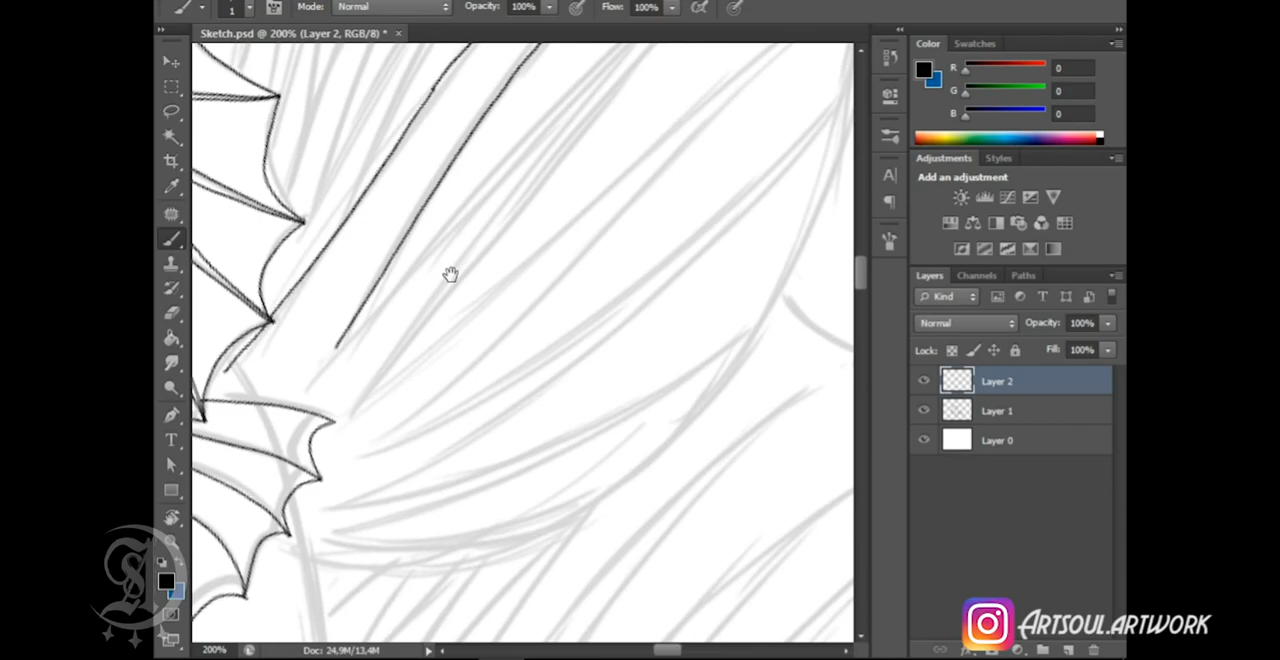 1 Mode: Normal Opacity: 100% Flow: 100%
Sketch.psd @ 200% (Layer 2, RGB/8) * ×
Color Swatches
R 0
G 0
B 0
Adjustments Styles
Add an adjustment
Layers Channels Paths
Kind
Normal Opacity: 100%
Lock: Fill: 100%
Layer 2
Layer 1
Layer 0
Artsoul.artwork
200% Doc: 24,9M/13,4M